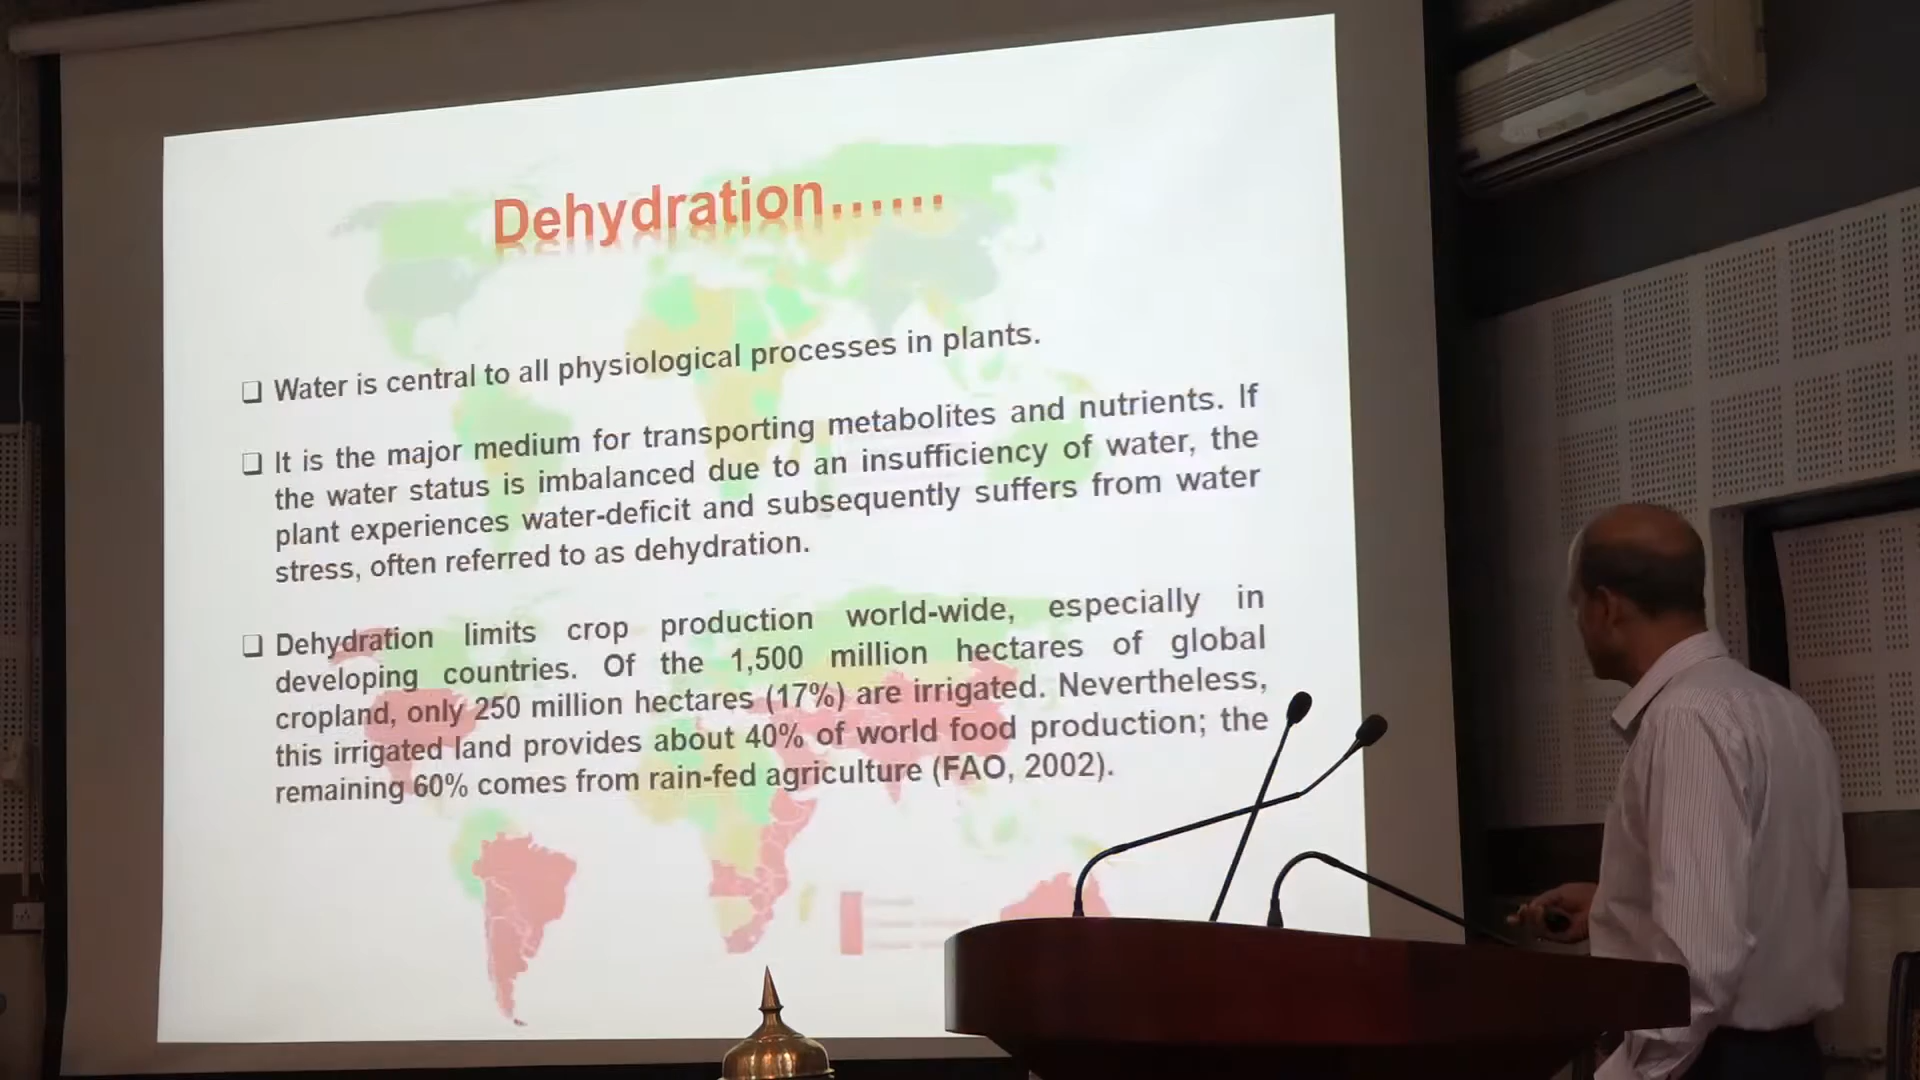 Dehydration......
❑ Water is central to all physiological processes in plants.
❑ It is the major medium for transporting metabolites and nutrients. If
the water status is imbalanced due to an insufficiency of water, the
plant experiences water-deficit and subsequently suffers from water
stress, often referred to as dehydration.
❑ Dehydration limits crop production world-wide, especially in
developing countries. Of the 1,500 million hectares of global
cropland, only 250 million hectares (17%) are irrigated. Nevertheless,
this irrigated land provides about 40% of world food production; the
remaining 60% comes from rain-fed agriculture (FAO, 2002).